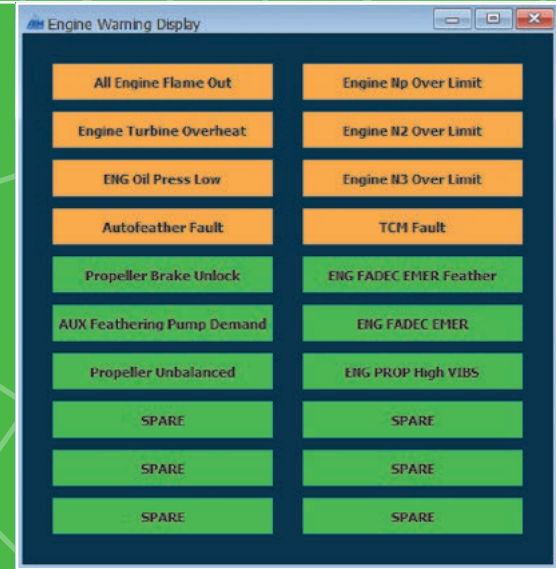 Engine Warning Display
All Engine Flame Out
Engine Np Over Limit
Engine Turbine Overheat
Engine N2 Over Limit
ENG Oil Press Low
Engine N3 Over Limit
Autofeather Fault
TCM Fault
Propeller Brake Unlock
ENG FADEC EMER Feather
AUX Feathering Pump Demand
ENG FADEC EMER
Propeller Unbalanced
ENG PROP High VIBS
SPARE
SPARE
SPARE
SPARE
SPARE
SPARE